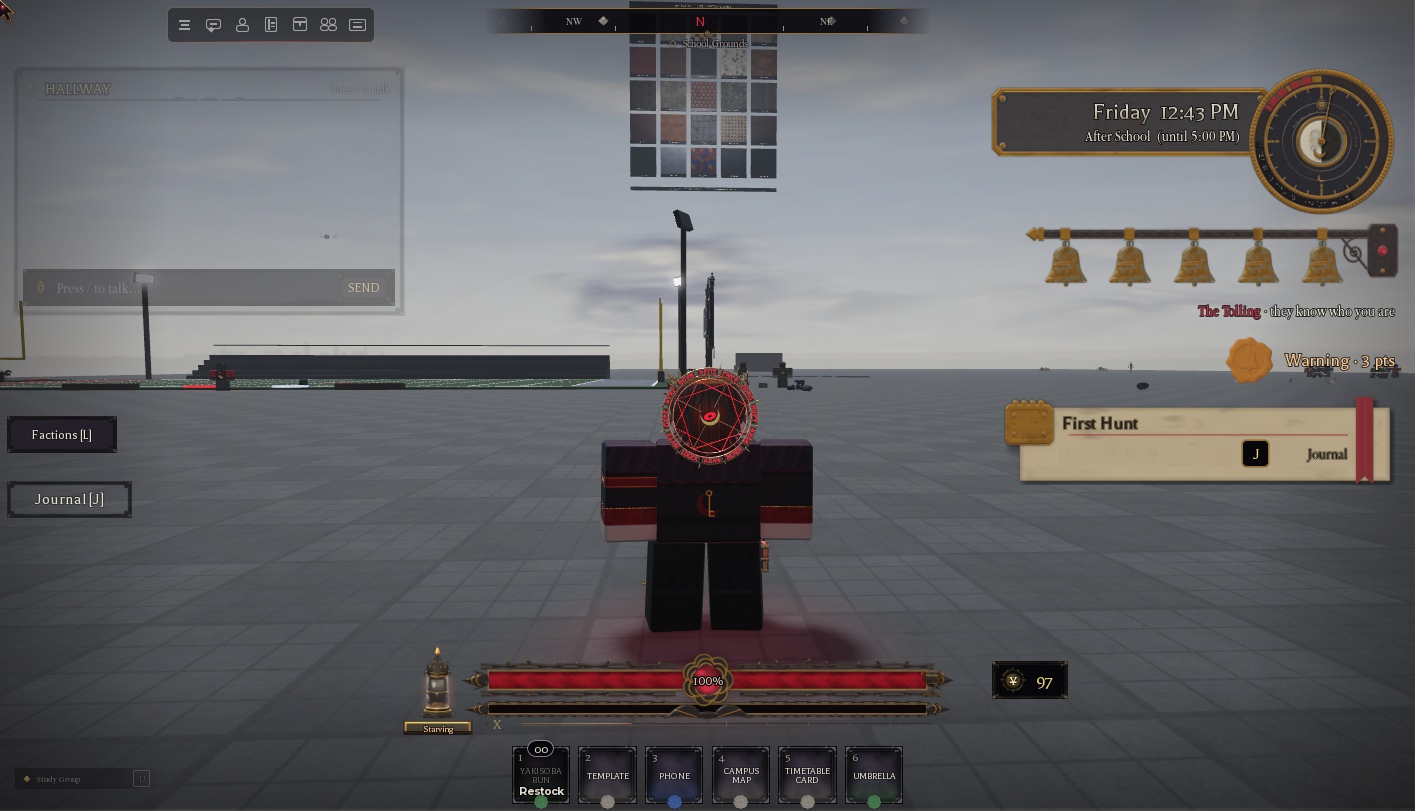 NW
N
NE
School Grounds
HALLWAY
Friday 12:43 PM
After School (until 5:00 PM)
Press / to talk...
SEND
The Tolling · they know who you are
Warning · 3 pts
First Hunt
J
Journal
Factions [L]
Journal [J]
100%
¥ 97
Starving
X
1
00
YAKISOBA
BUN
Restock
2
TEMPLATE
3
PHONE
4
CAMPUS
MAP
5
TIMETABLE
CARD
6
UMBRELLA
Study Group
U